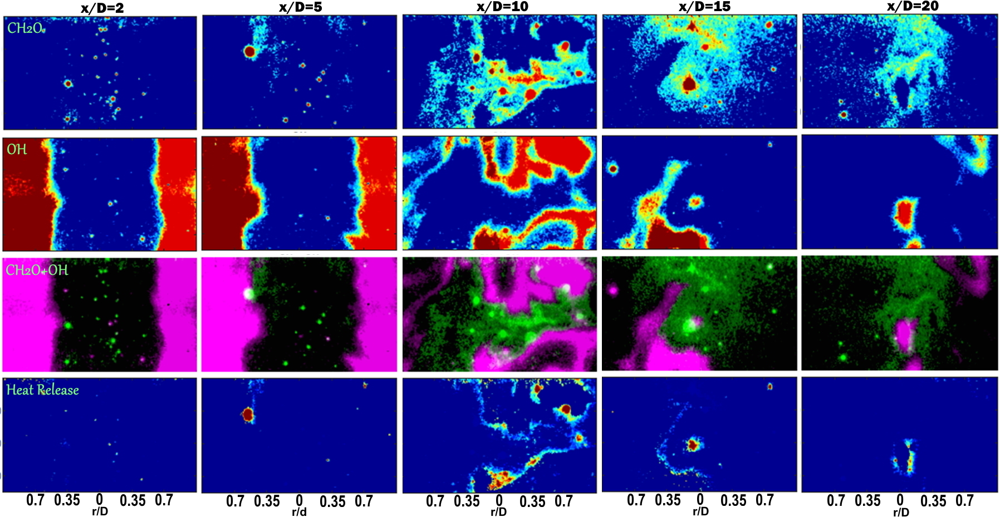 x/D=2 x/D=5 x/D=10 x/D=15 x/D=20
CH2O
OH
CH2O+OH
Heat Release
0.7 0.35 0 0.35 0.7 0.7 0.35 0 0.35 0.7 0.7 0.35 0 0.35 0.7 0.7 0.35 0 0.35 0.7 0.7 0.35 0 0.35 0.7
r/D r/d r/D r/D r/D